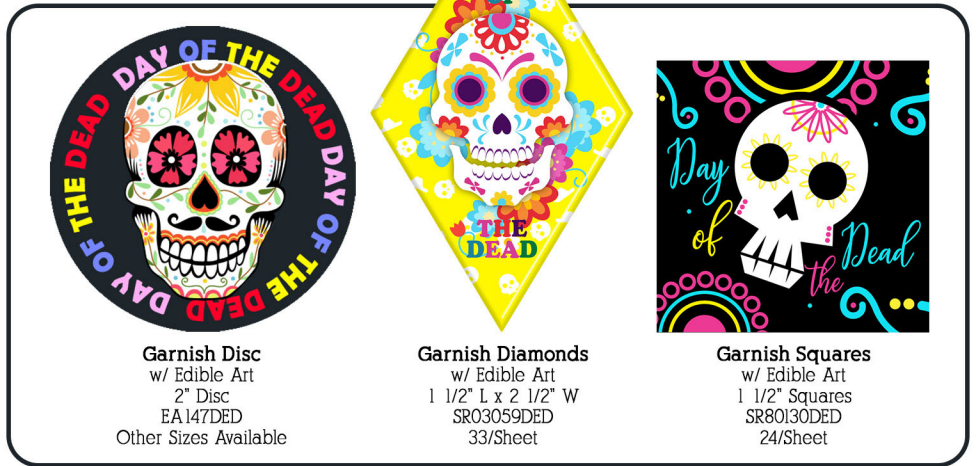 DAY OF THE DEAD DAY OF THE DEAD DAY OF THE DEAD
Garnish Disc
w/ Edible Art
2" Disc
EA147DED
Other Sizes Available
THE
DEAD
Garnish Diamonds
w/ Edible Art
1 1/2" L x 2 1/2" W
SR03059DED
33/Sheet
Day
of
the
Dead
Garnish Squares
w/ Edible Art
1 1/2" Squares
SR80130DED
24/Sheet